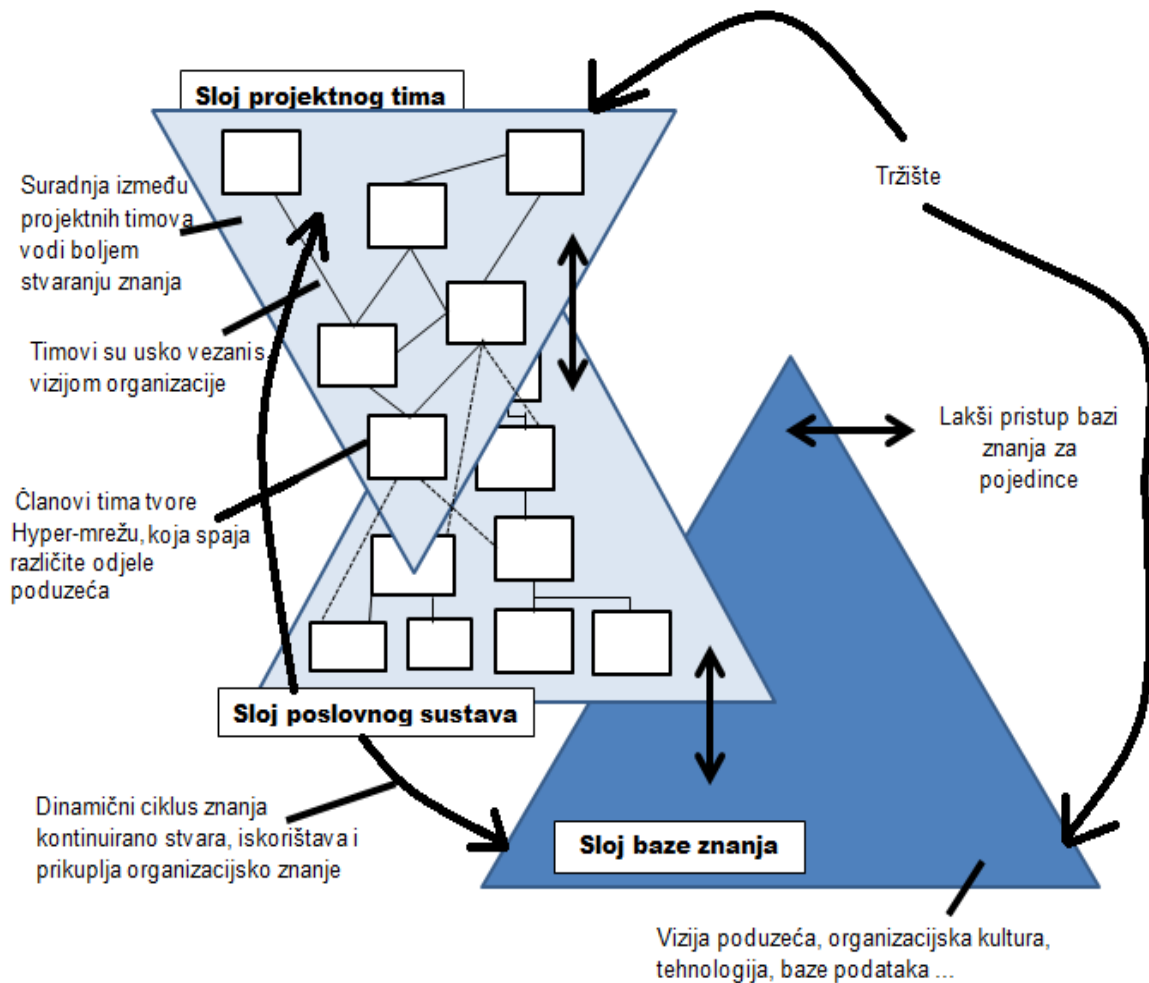 Sloj projektnog tima
Tržište
Suradnja između
projektnih timova
vodi boljem
stvaranju znanja
Timovi su usko vezanis
vizijom organizacije
Lakši pristup bazi
znanja za
pojedince
Članovi tima tvore
Hyper-mrežu, koja spaja
različite odjele
poduzeća
Sloj poslovnog sustava
Dinamični ciklus znanja
kontinuirano stvara, iskorištava i
prikuplja organizacijsko znanje
Sloj baze znanja
Vizija poduzeća, organizacijska kultura,
tehnologija, baze podataka ...